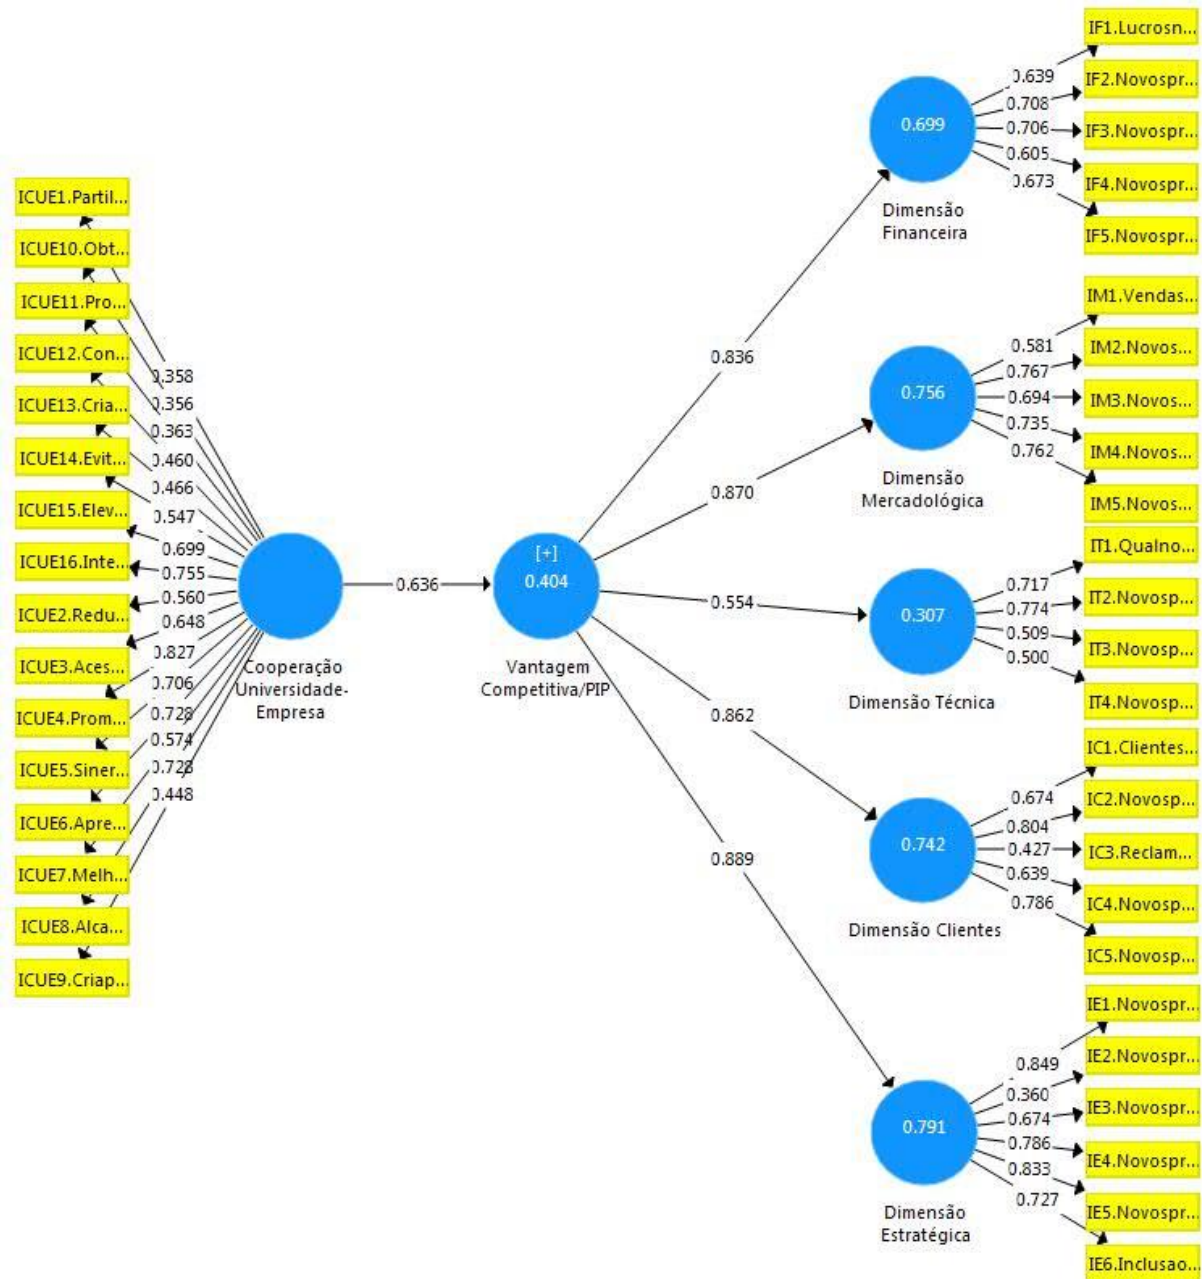 ICUE1.Partil...
ICUE10.Obt...
ICUE11.Pro...
ICUE12.Con...
ICUE13.Cria...
ICUE14.Evit...
ICUE15.Elev...
ICUE16.Inte...
ICUE2.Redu...
ICUE3.Aces...
ICUE4.Prom...
ICUE5.Siner...
ICUE6.Apre...
ICUE7.Melh...
ICUE8.Alca...
ICUE9.Criap...
0.358
0.356
0.363
0.460
0.466
0.547
0.699
0.755
0.560
0.648
0.827
0.706
0.728
0.574
0.728
0.448
Cooperação
Universidade-
Empresa
0.636
[+]
0.404
Vantagem
Competitiva/PIP
0.836
0.870
0.554
0.862
0.889
0.699
Dimensão
Financeira
0.639
0.708
0.706
0.605
0.673
IF1.Lucrosn...
IF2.Novospr...
IF3.Novospr...
IF4.Novospr...
IF5.Novospr...
0.756
Dimensão
Mercadológica
0.581
0.767
0.694
0.735
0.762
IM1.Vendas...
IM2.Novos...
IM3.Novos...
IM4.Novos...
IM5.Novos...
0.307
Dimensão Técnica
0.717
0.774
0.509
0.500
IT1.Qualno...
IT2.Novosp...
IT3.Novosp...
IT4.Novosp...
0.742
Dimensão Clientes
0.674
0.804
0.427
0.639
0.786
IC1.Clientes...
IC2.Novosp...
IC3.Reclam...
IC4.Novosp...
IC5.Novosp...
0.791
Dimensão
Estratégica
0.849
0.360
0.674
0.786
0.833
0.727
IE1.Novospr...
IE2.Novospr...
IE3.Novospr...
IE4.Novospr...
IE5.Novospr...
IE6.Inclusao...